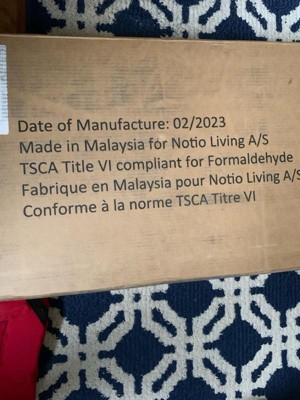 Date of Manufacture: 02/2023
Made in Malaysia for Notio Living A/S
TSCA Title VI compliant for Formaldehyde
Fabrique en Malaysia pour Notio Living A/S
Conforme à la norme TSCA Titre VI